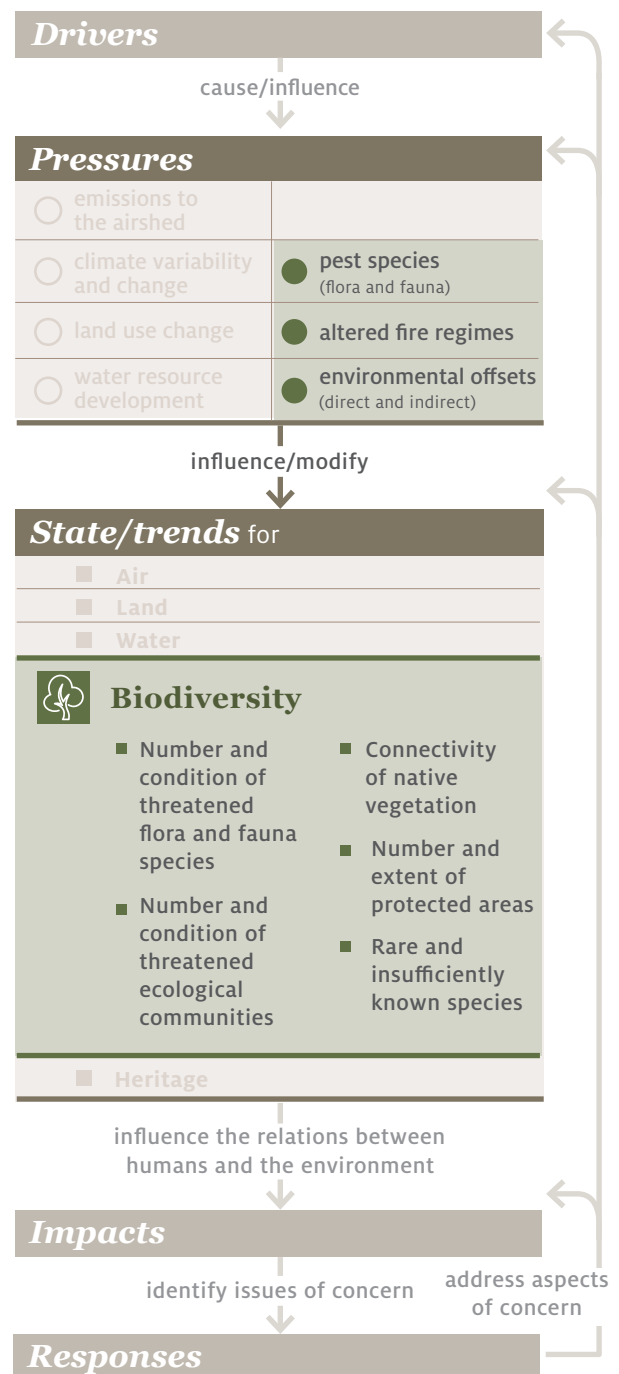 Drivers
cause/influence
Pressures
emissions to
the airshed
climate variability
and change
pest species
(flora and fauna)
land use change
altered fire regimes
water resource
development
environmental offsets
(direct and indirect)
influence/modify
State/trends for
Air
Land
Water
Biodiversity
Number and
condition of
threatened
flora and fauna
species
Number and
condition of
threatened
ecological
communities
Connectivity
of native
vegetation
Number and
extent of
protected areas
Rare and
insufficiently
known species
Heritage
influence the relations between
humans and the environment
Impacts
identify issues of concern
address aspects
of concern
Responses